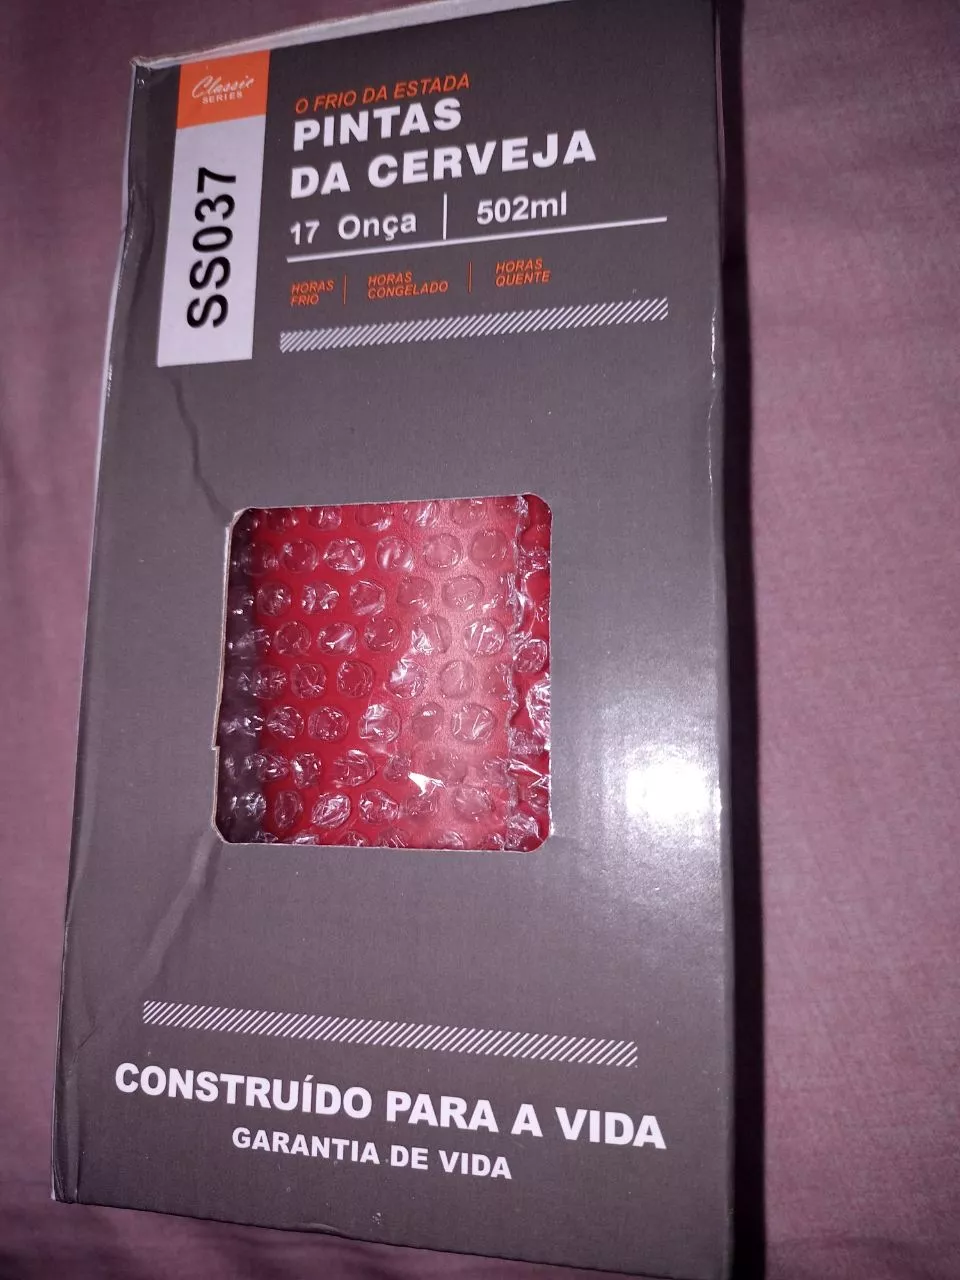 Classic
SERIES
SS037
O FRIO DA ESTADA
PINTAS
DA CERVEJA
17 Onça | 502ml
HORAS
FRIO
HORAS
CONGELADO
HORAS
QUENTE
CONSTRUÍDO PARA A VIDA
GARANTIA DE VIDA